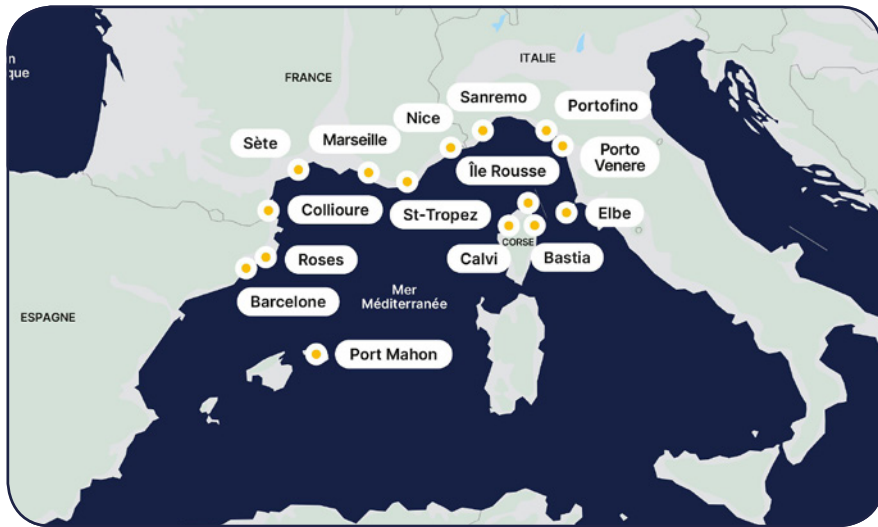 n
que
FRANCE
ITALIE
Sanremo
Portofino
Nice
Marseille
Sète
Porto
Venere
Île Rousse
Collioure
St-Tropez
Elbe
CORSE
Calvi
Bastia
Roses
Barcelone
Mer
Méditerranée
ESPAGNE
Port Mahon